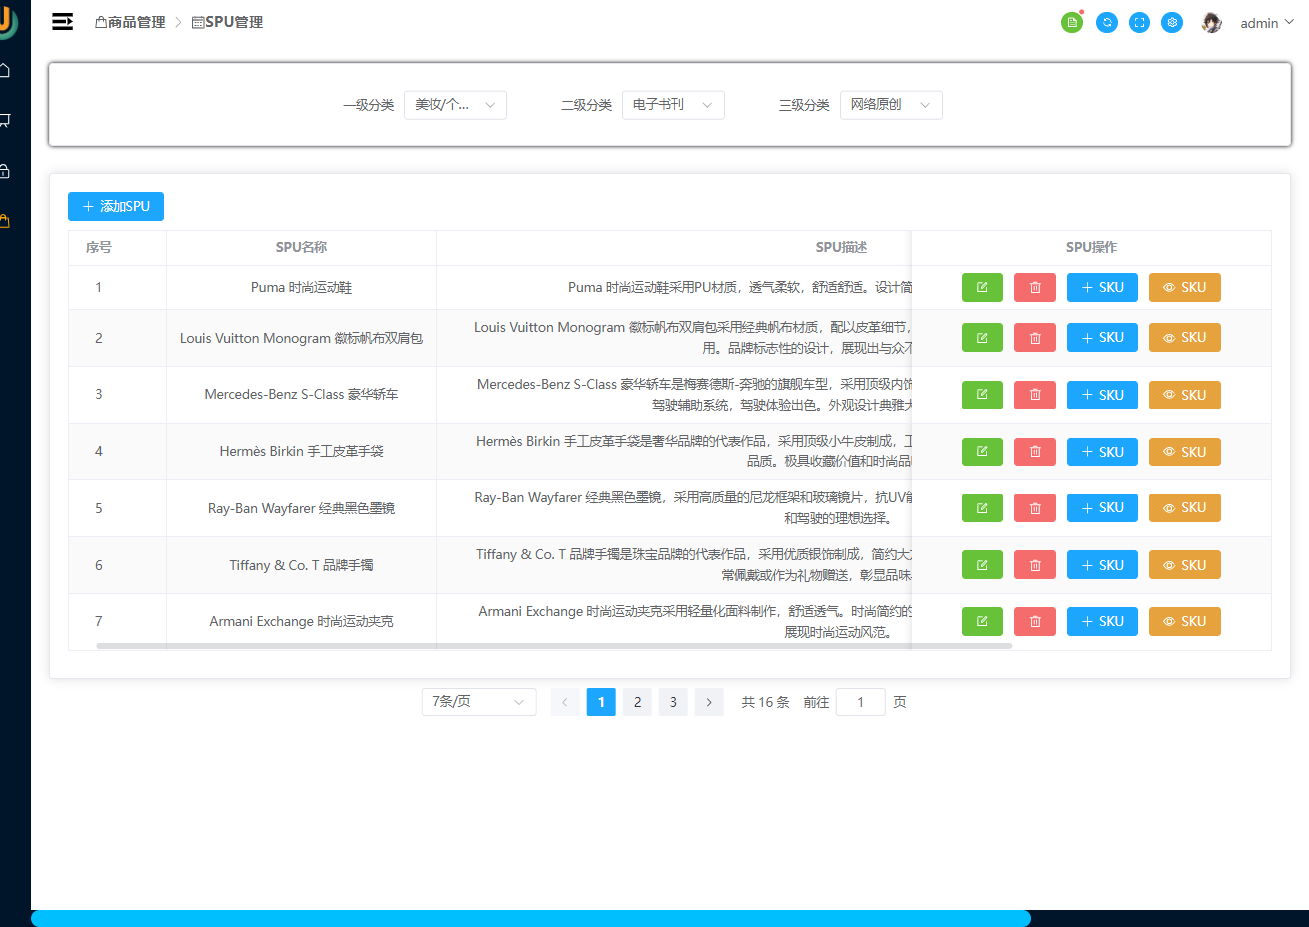 商品管理 SPU管理 admin
一级分类 美妆/个... 二级分类 电子书刊 三级分类 网络原创
添加SPU
序号 SPU名称 SPU描述 SPU操作
1 Puma 时尚运动鞋 Puma 时尚运动鞋采用PU材质，透气柔软，舒适舒适。设计简 SKU SKU
2 Louis Vuitton Monogram 徽标帆布双肩包 Louis Vuitton Monogram 徽标帆布双肩包采用经典帆布材质，配以皮革细节，
用。品牌标志性的设计，展现出与众不 SKU SKU
3 Mercedes-Benz S-Class 豪华轿车 Mercedes-Benz S-Class 豪华轿车是梅赛德斯-奔驰的旗舰车型，采用顶级内饰
驾驶辅助系统，驾驶体验出色。外观设计典雅大 SKU SKU
4 Hermès Birkin 手工皮革手袋 Hermès Birkin 手工皮革手袋是奢华品牌的代表作品，采用顶级小牛皮制成，工
品质。极具收藏价值和时尚品 SKU SKU
5 Ray-Ban Wayfarer 经典黑色墨镜 Ray-Ban Wayfarer 经典黑色墨镜，采用高质量的尼龙框架和玻璃镜片，抗UV能
和驾驶的理想选择。 SKU SKU
6 Tiffany & Co. T 品牌手镯 Tiffany & Co. T 品牌手镯是珠宝品牌的代表作品，采用优质银饰制成，简约大
常佩戴或作为礼物赠送，彰显品味 SKU SKU
7 Armani Exchange 时尚运动夹克 Armani Exchange 时尚运动夹克采用轻量化面料制作，舒适透气。时尚简约的
展现时尚运动风范。 SKU SKU
7条/页 1 2 3 共 16 条 前往 1 页